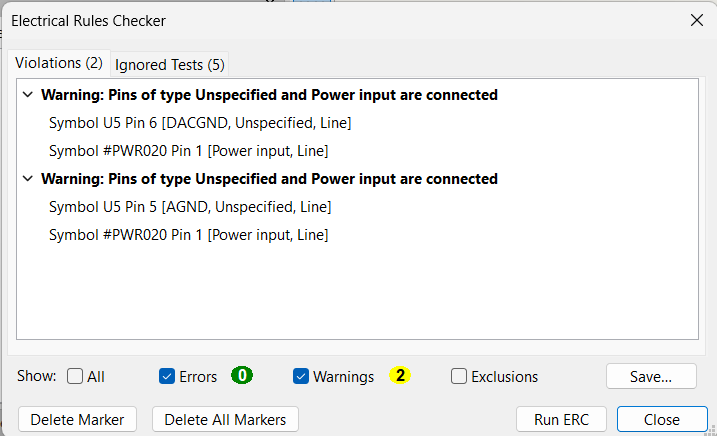 Electrical Rules Checker
Violations (2) Ignored Tests (5)
Warning: Pins of type Unspecified and Power input are connected
Symbol U5 Pin 6 [DACGND, Unspecified, Line]
Symbol #PWR020 Pin 1 [Power input, Line]
Warning: Pins of type Unspecified and Power input are connected
Symbol U5 Pin 5 [AGND, Unspecified, Line]
Symbol #PWR020 Pin 1 [Power input, Line]
Show: All Errors 0 Warnings 2 Exclusions Save...
Delete Marker Delete All Markers Run ERC Close